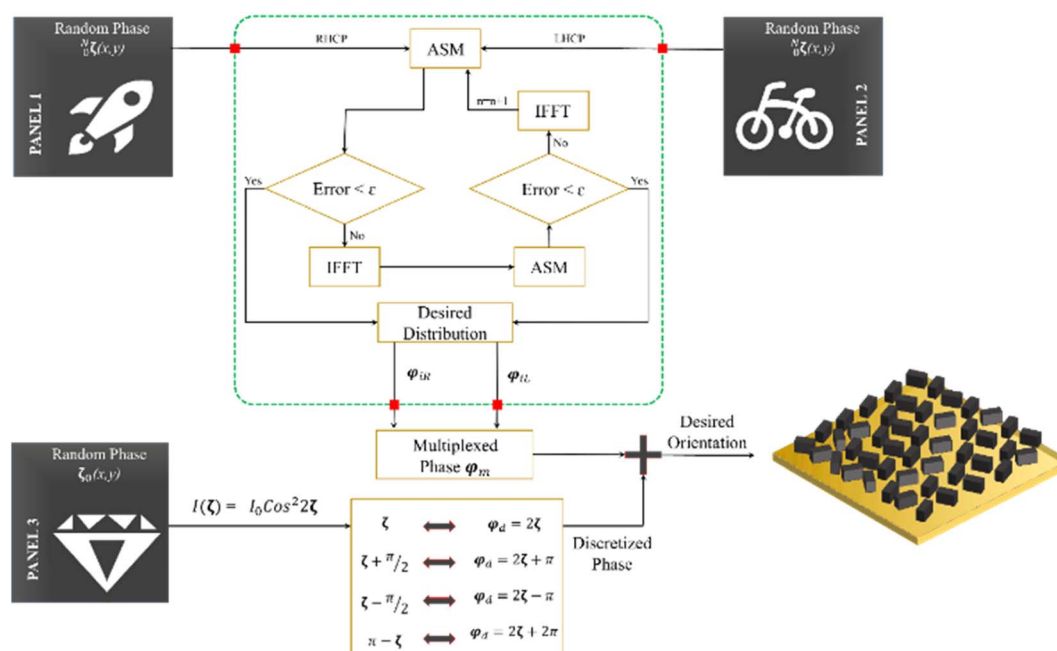 Random Phase
N
0ζ(x,y)
PANEL 1
RHCP
ASM
LHCP
Random Phase
N
0ζ(x,y)
PANEL 2
n=n+1
IFFT
No
Yes
Error < ε
Error < ε
Yes
No
IFFT
ASM
Desired
Distribution
φiR
φiL
Multiplexed
Phase φm
Desired
Orientation
Random Phase
ζ0(x,y)
PANEL 3
I(ζ) = I0Cos²2ζ
ζ φd = 2ζ
ζ + π/2 φd = 2ζ + π
ζ − π/2 φd = 2ζ − π
π − ζ φd = 2ζ + 2π
Discretized
Phase